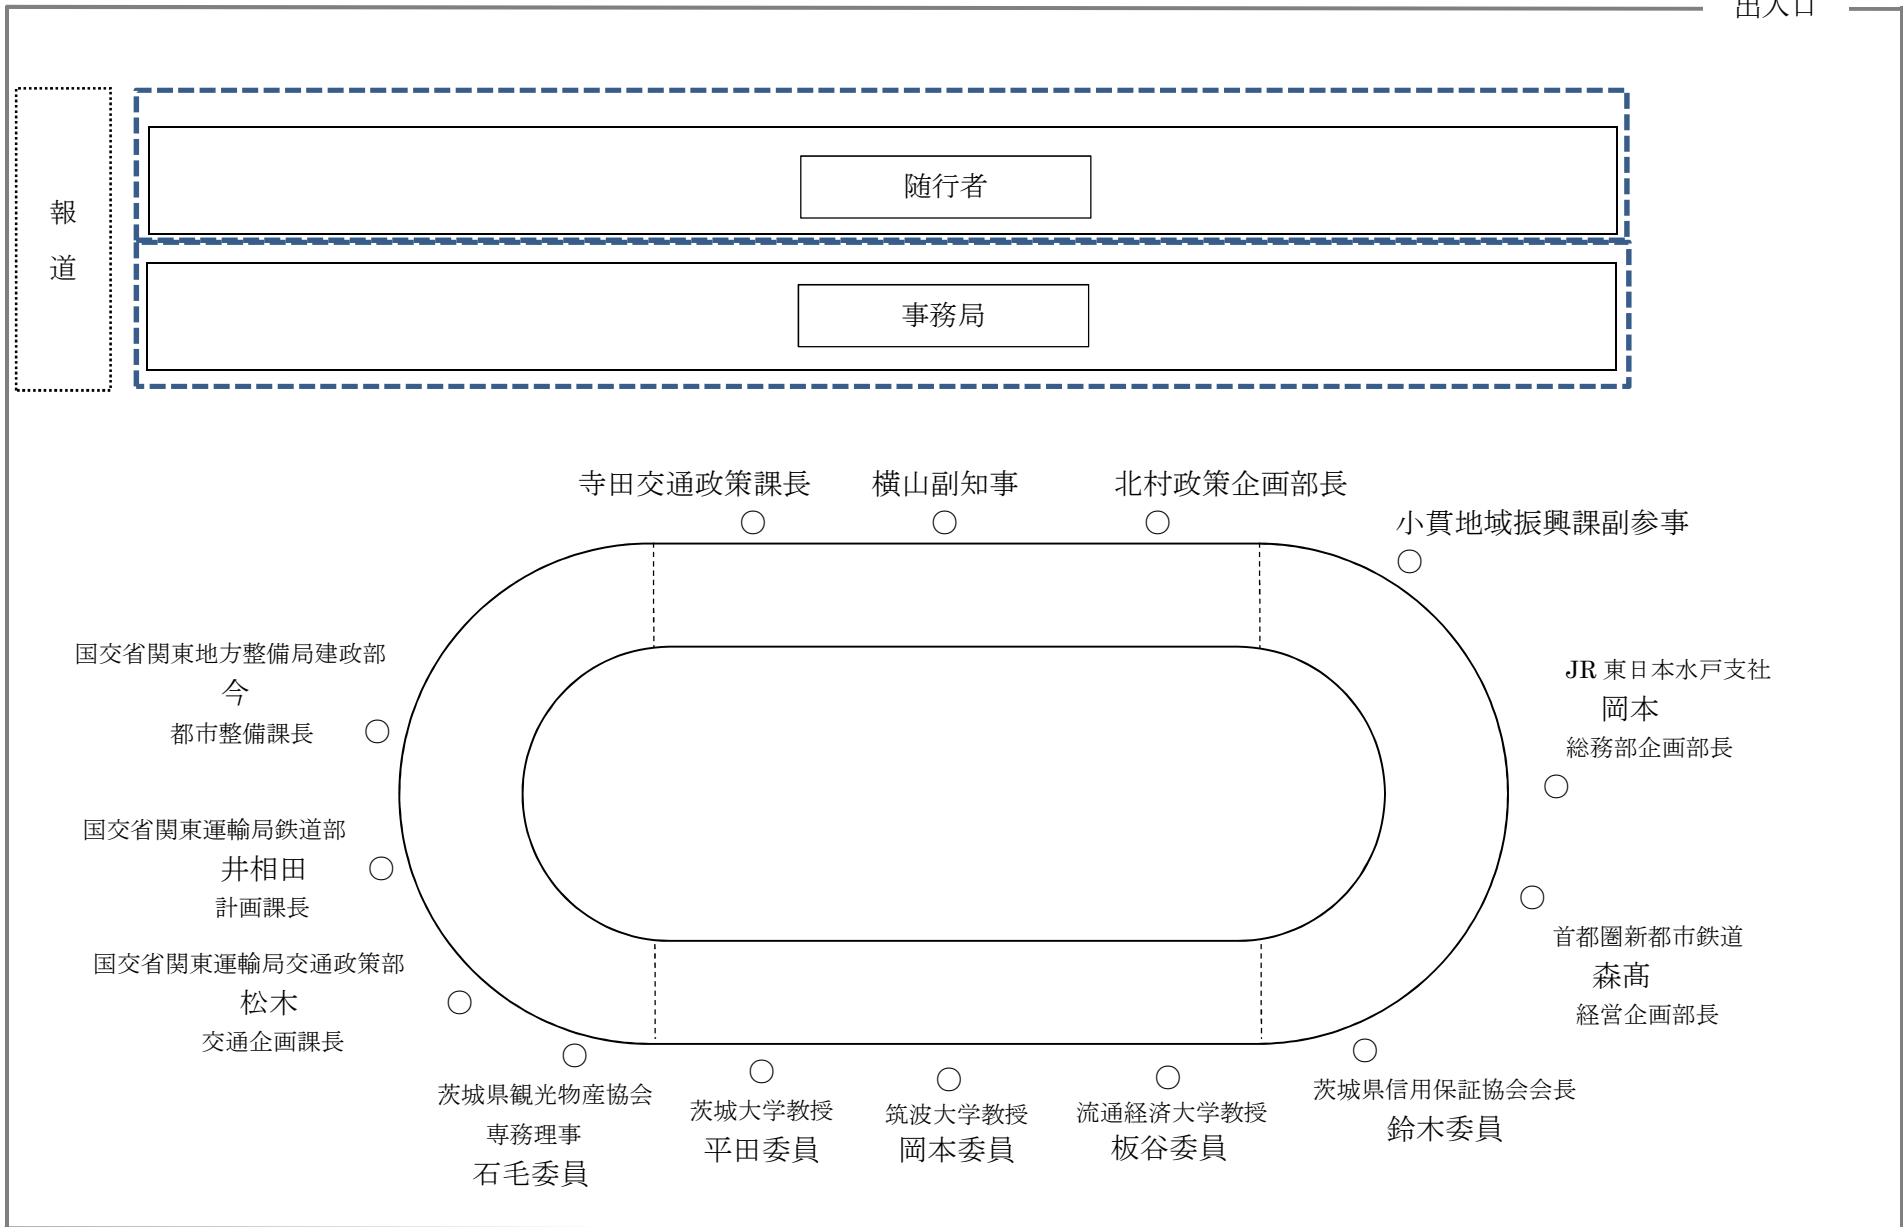 出入口
報
道
随行者
事務局
寺田交通政策課長
横山副知事
北村政策企画部長
小貫地域振興課副参事
国交省関東地方整備局建政部
今
都市整備課長
JR 東日本水戸支社
岡本
総務部企画部長
国交省関東運輸局鉄道部
井相田
計画課長
首都圏新都市鉄道
森髙
経営企画部長
国交省関東運輸局交通政策部
松木
交通企画課長
茨城県観光物産協会
専務理事
石毛委員
茨城大学教授
平田委員
筑波大学教授
岡本委員
流通経済大学教授
板谷委員
茨城県信用保証協会会長
鈴木委員